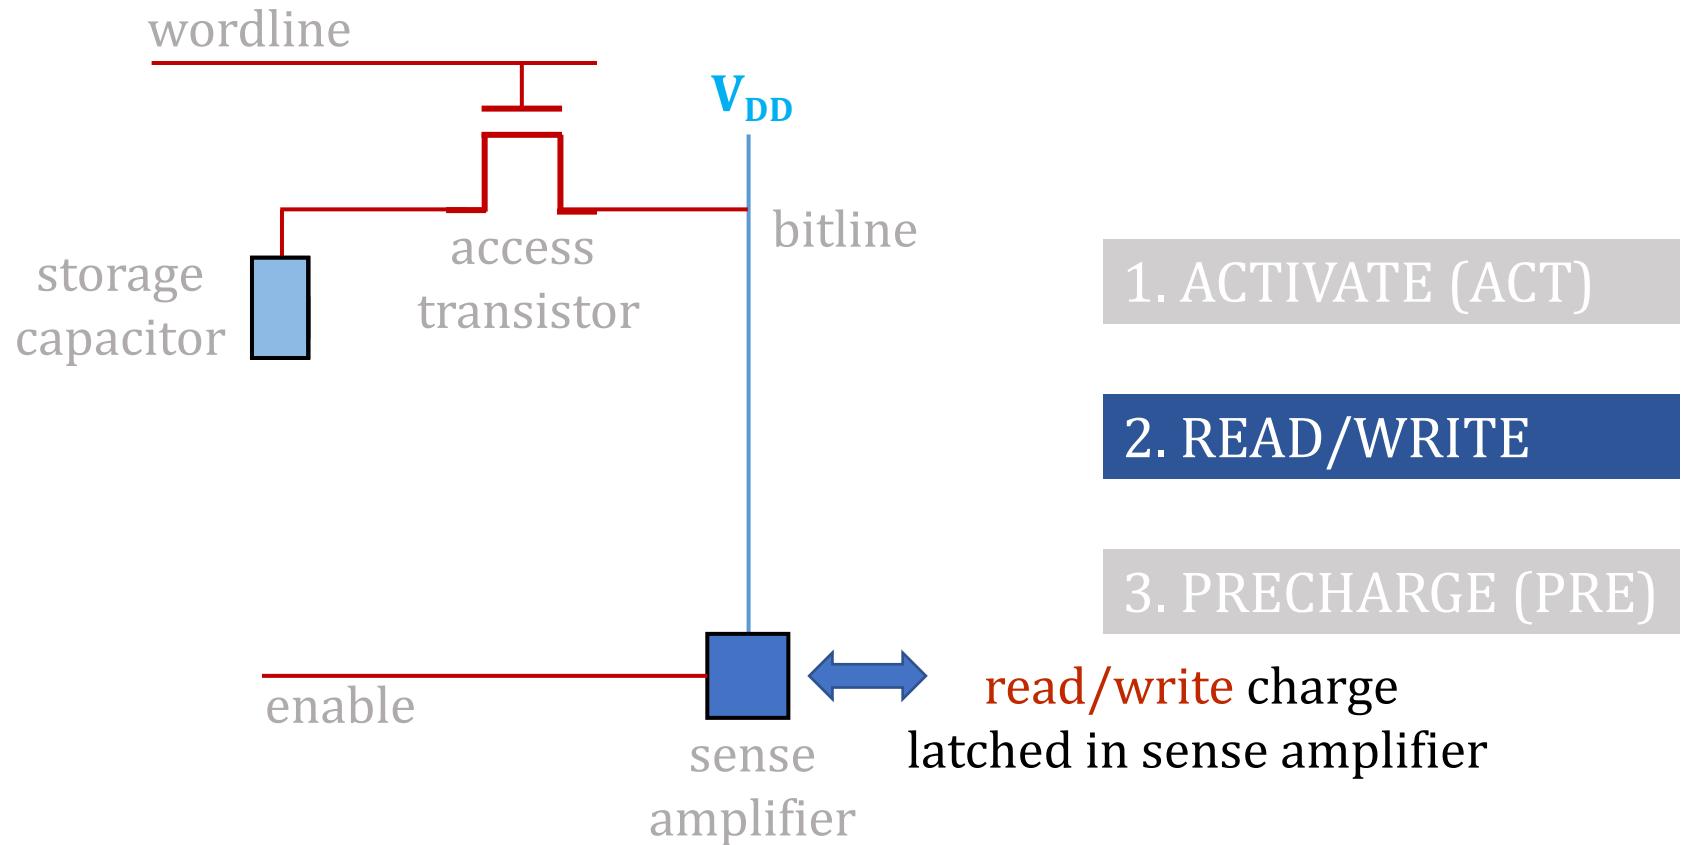 wordline
V_DD
bitline
access
transistor
storage
capacitor
1. ACTIVATE (ACT)
2. READ/WRITE
3. PRECHARGE (PRE)
enable
sense
amplifier
read/write charge
latched in sense amplifier